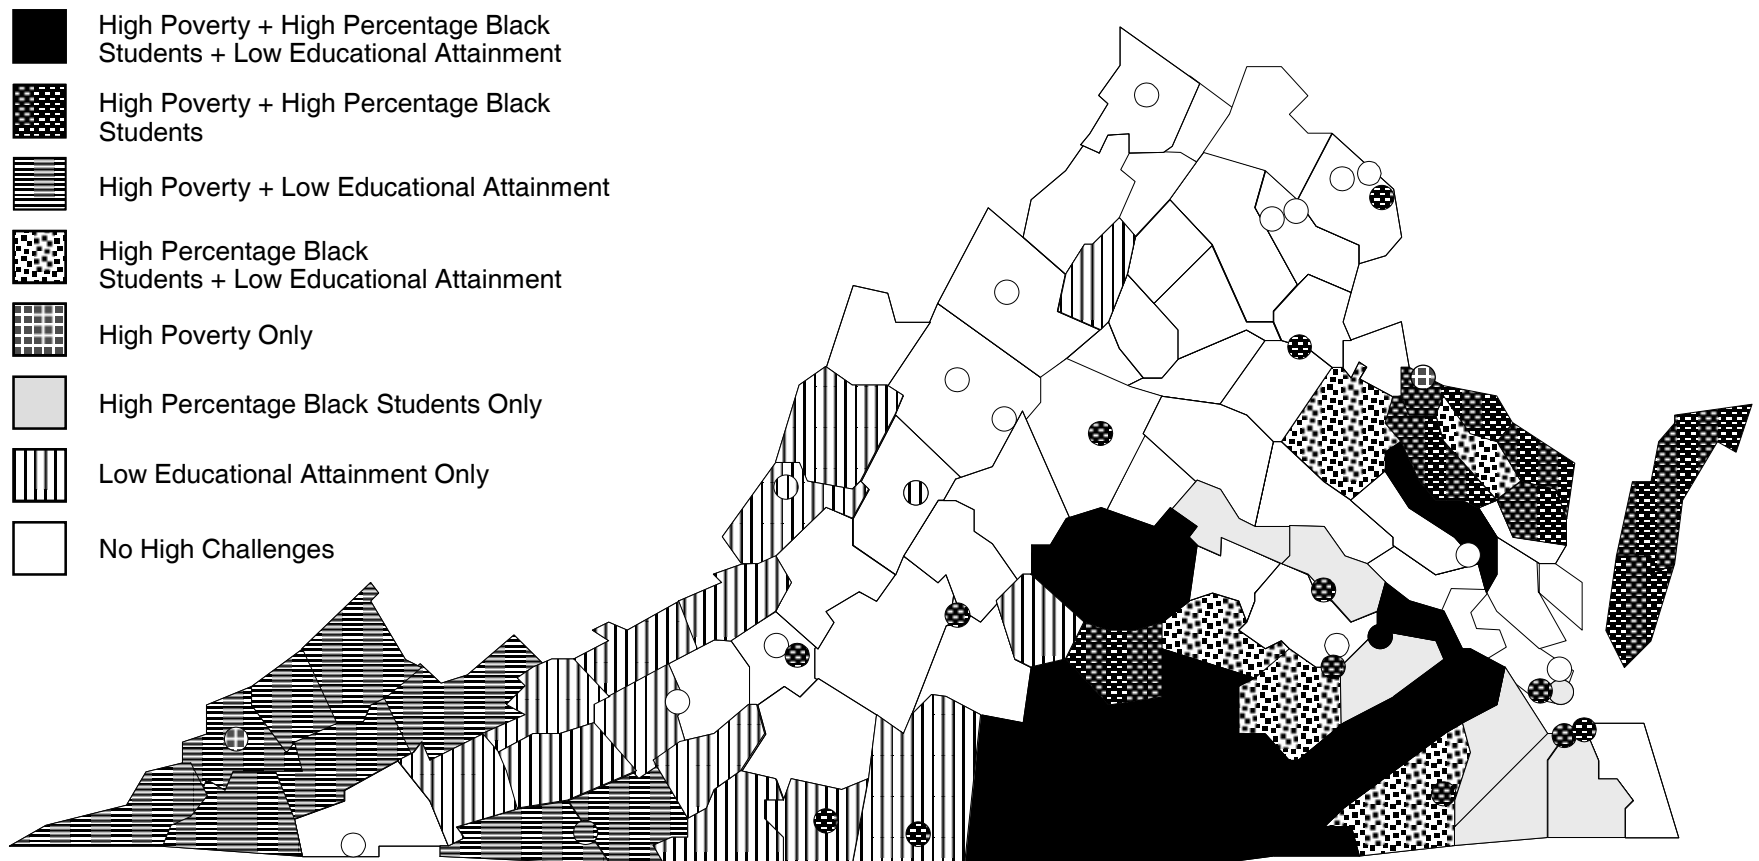 High Poverty + High Percentage Black
Students + Low Educational Attainment
High Poverty + High Percentage Black
Students
High Poverty + Low Educational Attainment
High Percentage Black
Students + Low Educational Attainment
High Poverty Only
High Percentage Black Students Only
Low Educational Attainment Only
No High Challenges